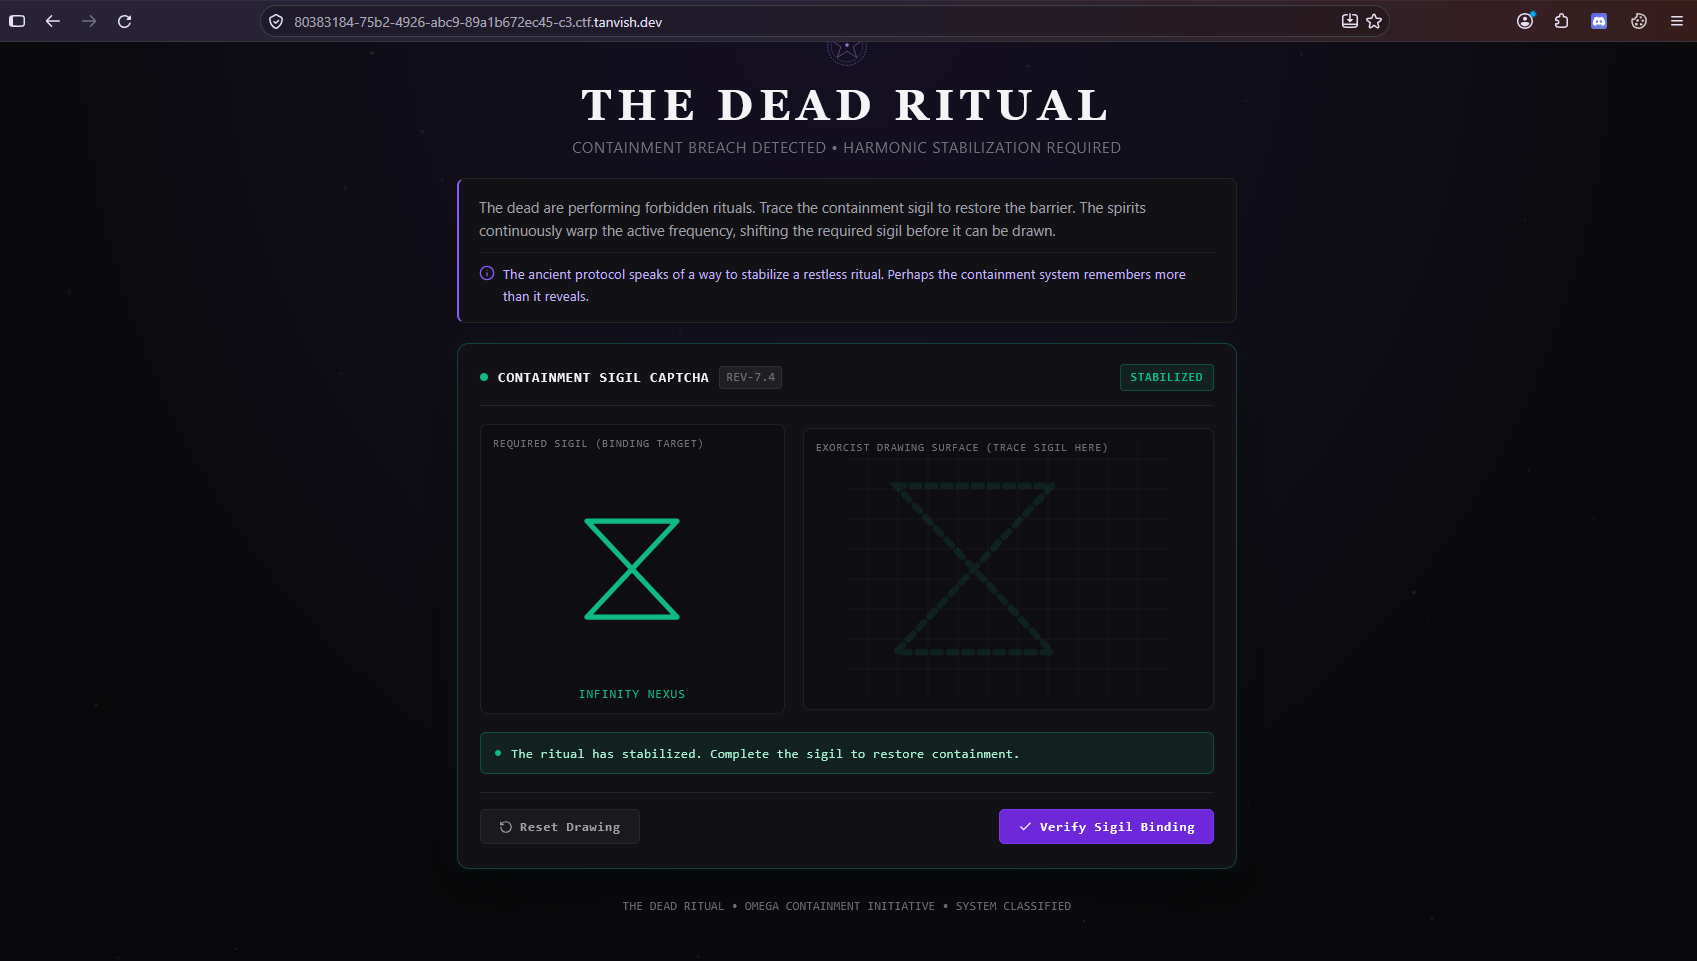 80383184-75b2-4926-abc9-89a1b672ec45-c3.ctf.tanvish.dev
THE DEAD RITUAL
CONTAINMENT BREACH DETECTED • HARMONIC STABILIZATION REQUIRED
The dead are performing forbidden rituals. Trace the containment sigil to restore the barrier. The spirits
continuously warp the active frequency, shifting the required sigil before it can be drawn.
The ancient protocol speaks of a way to stabilize a restless ritual. Perhaps the containment system remembers more
than it reveals.
CONTAINMENT SIGIL CAPTCHA REV-7.4 STABILIZED
REQUIRED SIGIL (BINDING TARGET)
EXORCIST DRAWING SURFACE (TRACE SIGIL HERE)
INFINITY NEXUS
The ritual has stabilized. Complete the sigil to restore containment.
Reset Drawing
Verify Sigil Binding
THE DEAD RITUAL • OMEGA CONTAINMENT INITIATIVE • SYSTEM CLASSIFIED